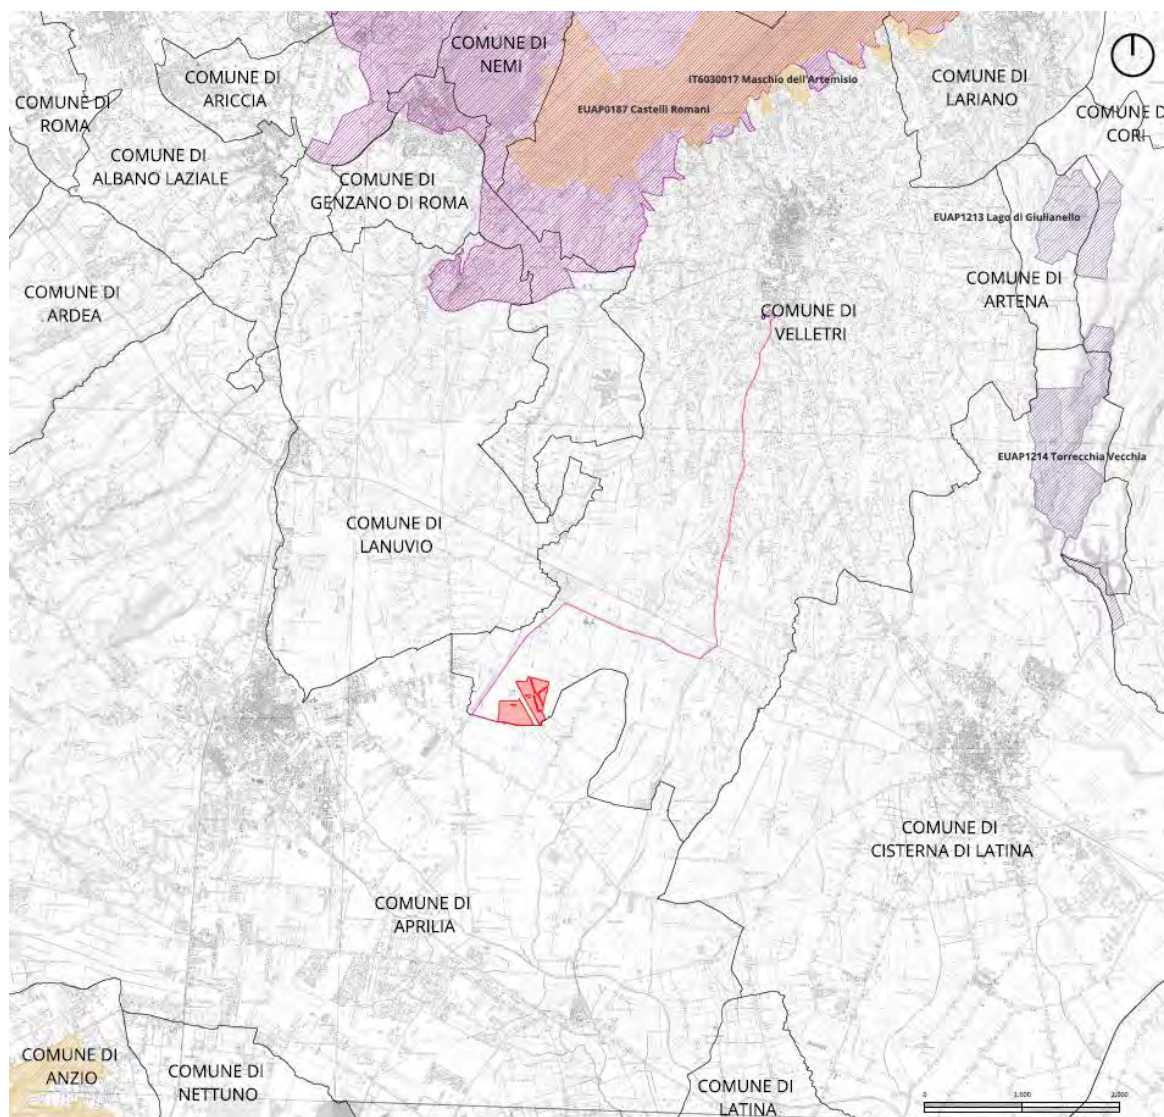 COMUNE DI
NEMI
COMUNE DI
ARICCIA
IT6030017 Maschio dell'Artemisio
COMUNE DI
LARIANO
COMUNE DI
ROMA
EUAP0187 Castelli Romani
COMUNE D
CORI
COMUNE DI
ALBANO LAZIALE
COMUNE DI
GENZANO DI ROMA
EUAP1213 Lago di Giulianello
COMUNE DI
ARDEA
COMUNE DI
ARTENA
COMUNE DI
VELLETRI
EUAP1214 Torrecchia Vecchia
COMUNE DI
LANUVIO
COMUNE DI
CISTERNA DI LATINA
COMUNE DI
APRILIA
COMUNE DI
ANZIO
COMUNE DI
NETTUNO
COMUNE DI
LATINA
0 1.000 2.000